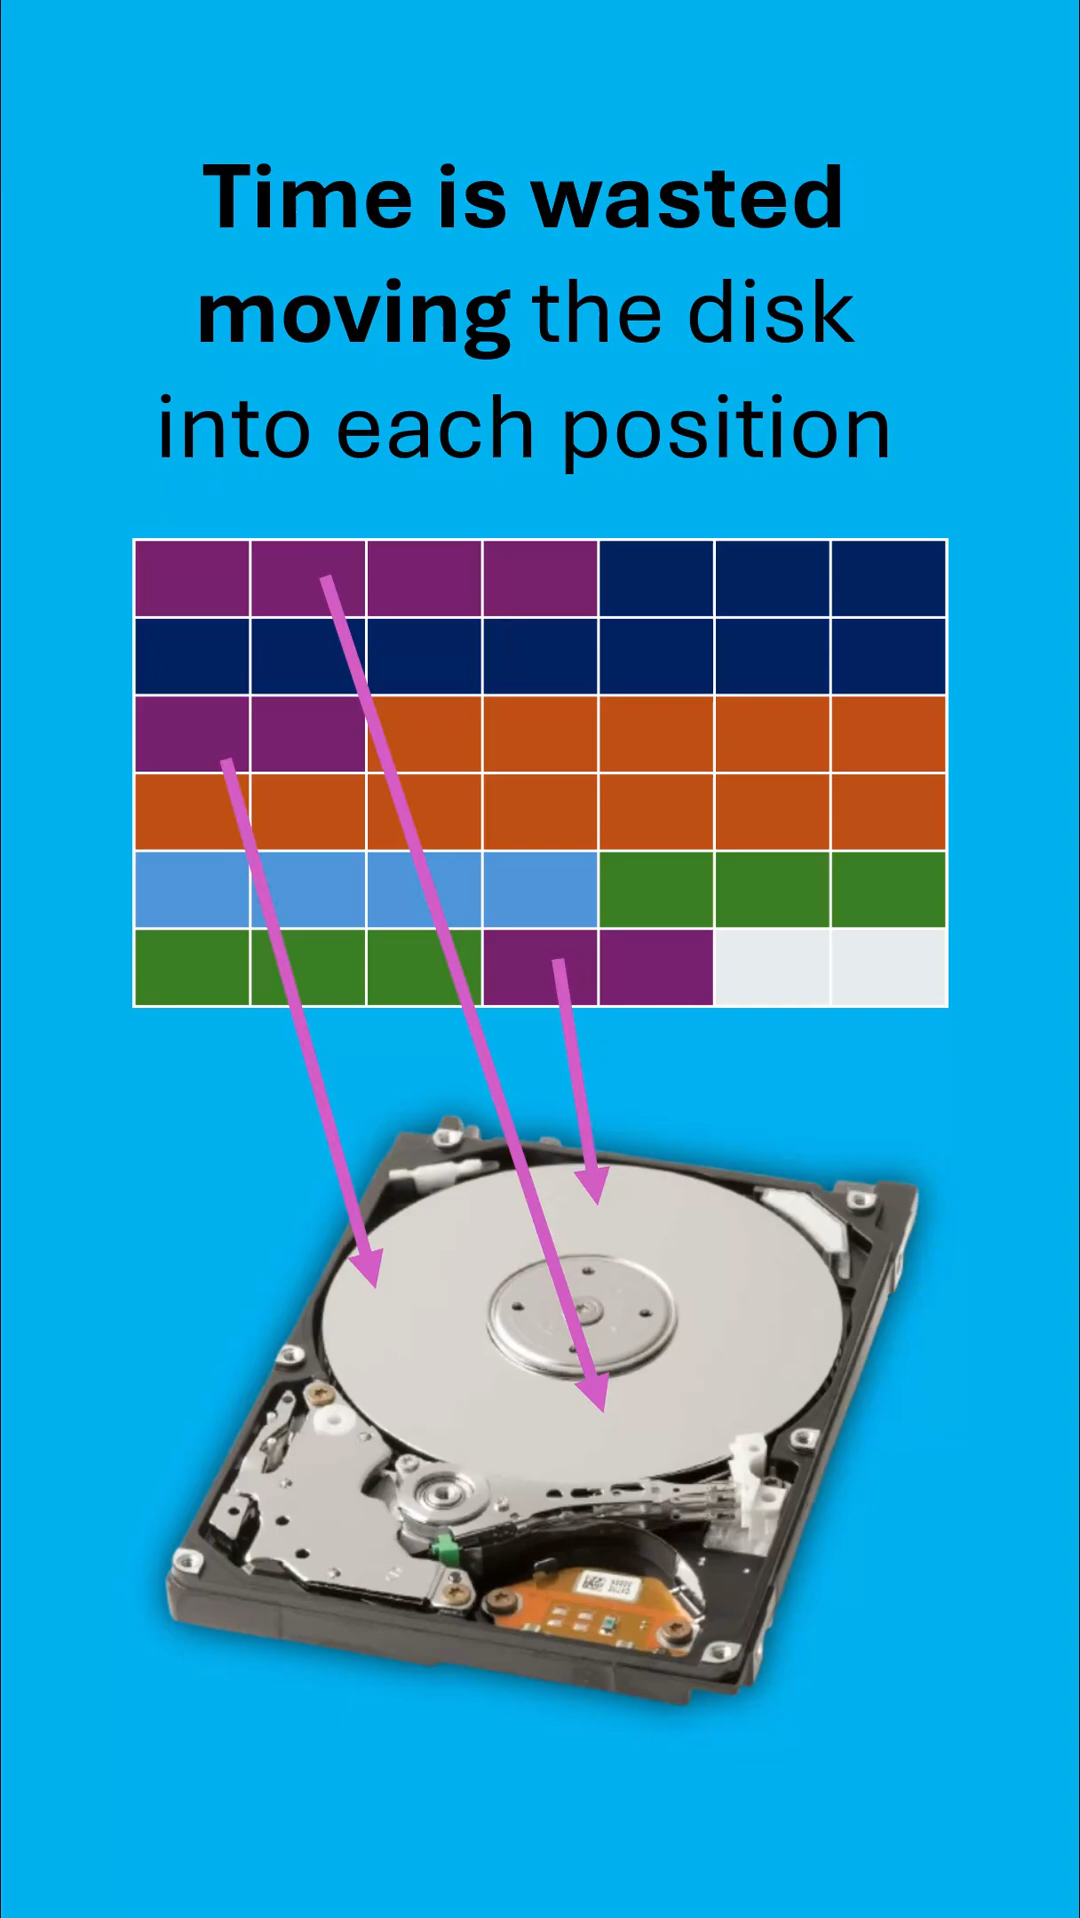 Time is wasted
moving the disk
into each position